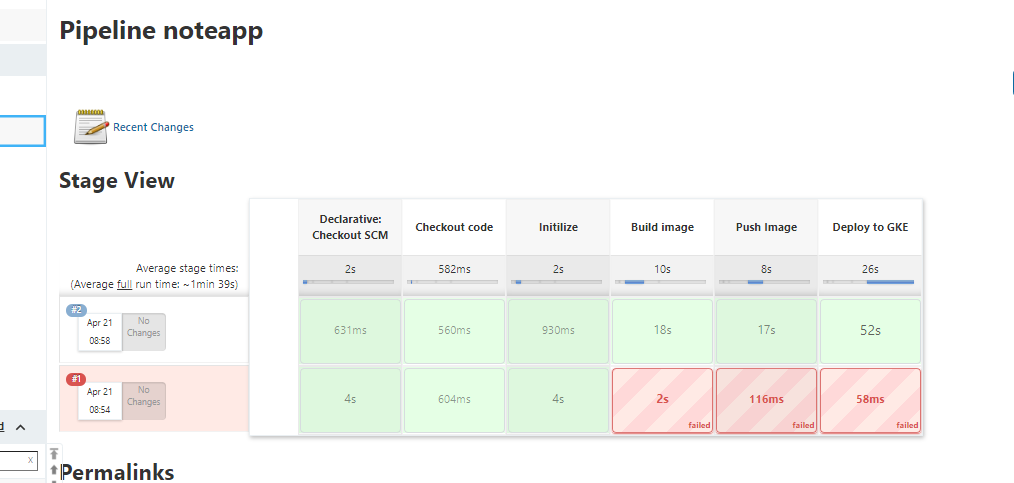 Pipeline noteapp
Recent Changes
Stage View
Declarative: Checkout SCM
Checkout code
Initilize
Build image
Push Image
Deploy to GKE
Average stage times:
(Average full run time: ~1min 39s)
2s
582ms
2s
10s
8s
26s
#2
Apr 21
08:58
No
Changes
631ms
560ms
930ms
18s
17s
52s
#1
Apr 21
08:54
No
Changes
4s
604ms
4s
2s
failed
116ms
failed
58ms
failed
d
x
Permalinks